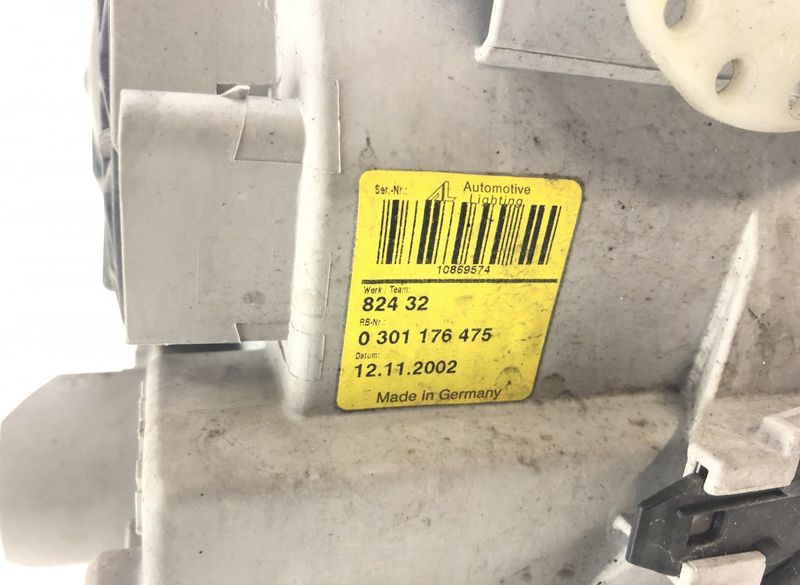 Ser.-Nr.: AL Automotive
Lighting
10869574
Werk / Team:
824 32
RB-Nr.:
0 301 176 475
Datum:
12.11.2002
Made in Germany